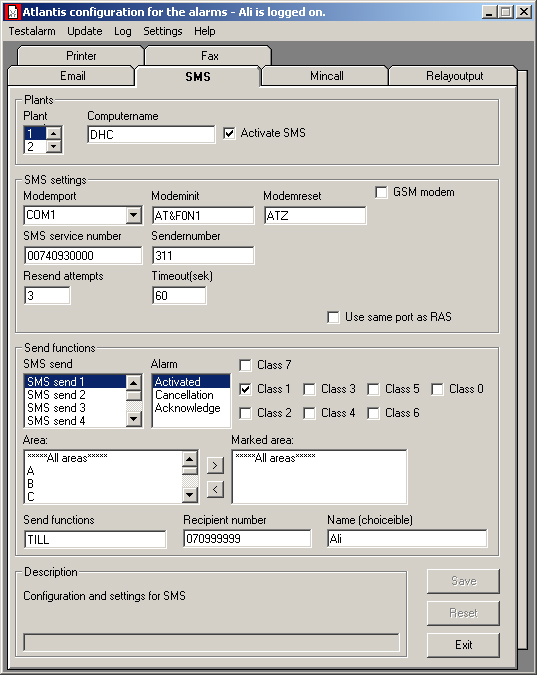 Atlantis configuration for the alarms - Ali is logged on.
Testalarm Update Log Settings Help
Printer Fax
Email SMS Mincall Relayoutput
Plants
Plant Computername
1 DHC Activate SMS
2
SMS settings
Modemport Modeminit Modemreset GSM modem
COM1 AT&F0N1 ATZ
SMS service number Sendernumber
00740930000 311
Resend attempts Timeout(sek)
3 60
Use same port as RAS
Send functions
SMS send Alarm Class 7
SMS send 1 Activated Class 1 Class 3 Class 5 Class 0
SMS send 2 Cancellation
SMS send 3 Acknowledge Class 2 Class 4 Class 6
SMS send 4
Area: Marked area:
*****All areas***** > *****All areas*****
A
B <
C
Send functions Recipient number Name (choiceible)
TILL 070999999 Ali
Description
Configuration and settings for SMS
Save
Reset
Exit